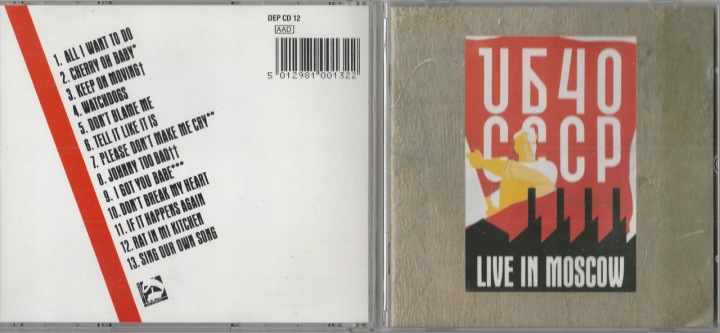 DEP CD 12
AAD
5 012981 001322
1. ALL I WANT TO DO
2. CHERRY OH BABY*
3. KEEP ON MOVING†
4. WATCHDOGS
5. DON'T BLAME ME
6. TELL IT LIKE IT IS
7. PLEASE DON'T MAKE ME CRY**
8. JOHNNY TOO BAD††
9. I GOT YOU BABE***
10. DON'T BREAK MY HEART
11. IF IT HAPPENS AGAIN
12. RAT IN MI KITCHEN
13. SING OUR OWN SONG
UB40
CCCP
LIVE IN MOSCOW